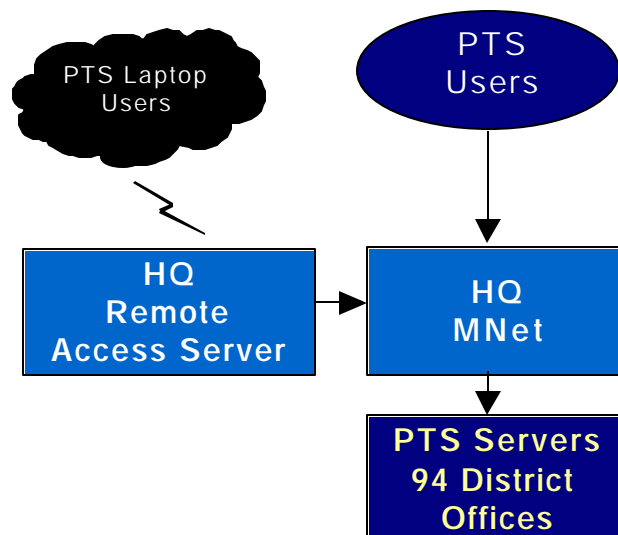 PTS Laptop
Users
PTS
Users
HQ
Remote
Access Server
HQ
MNet
PTS Servers
94 District
Offices